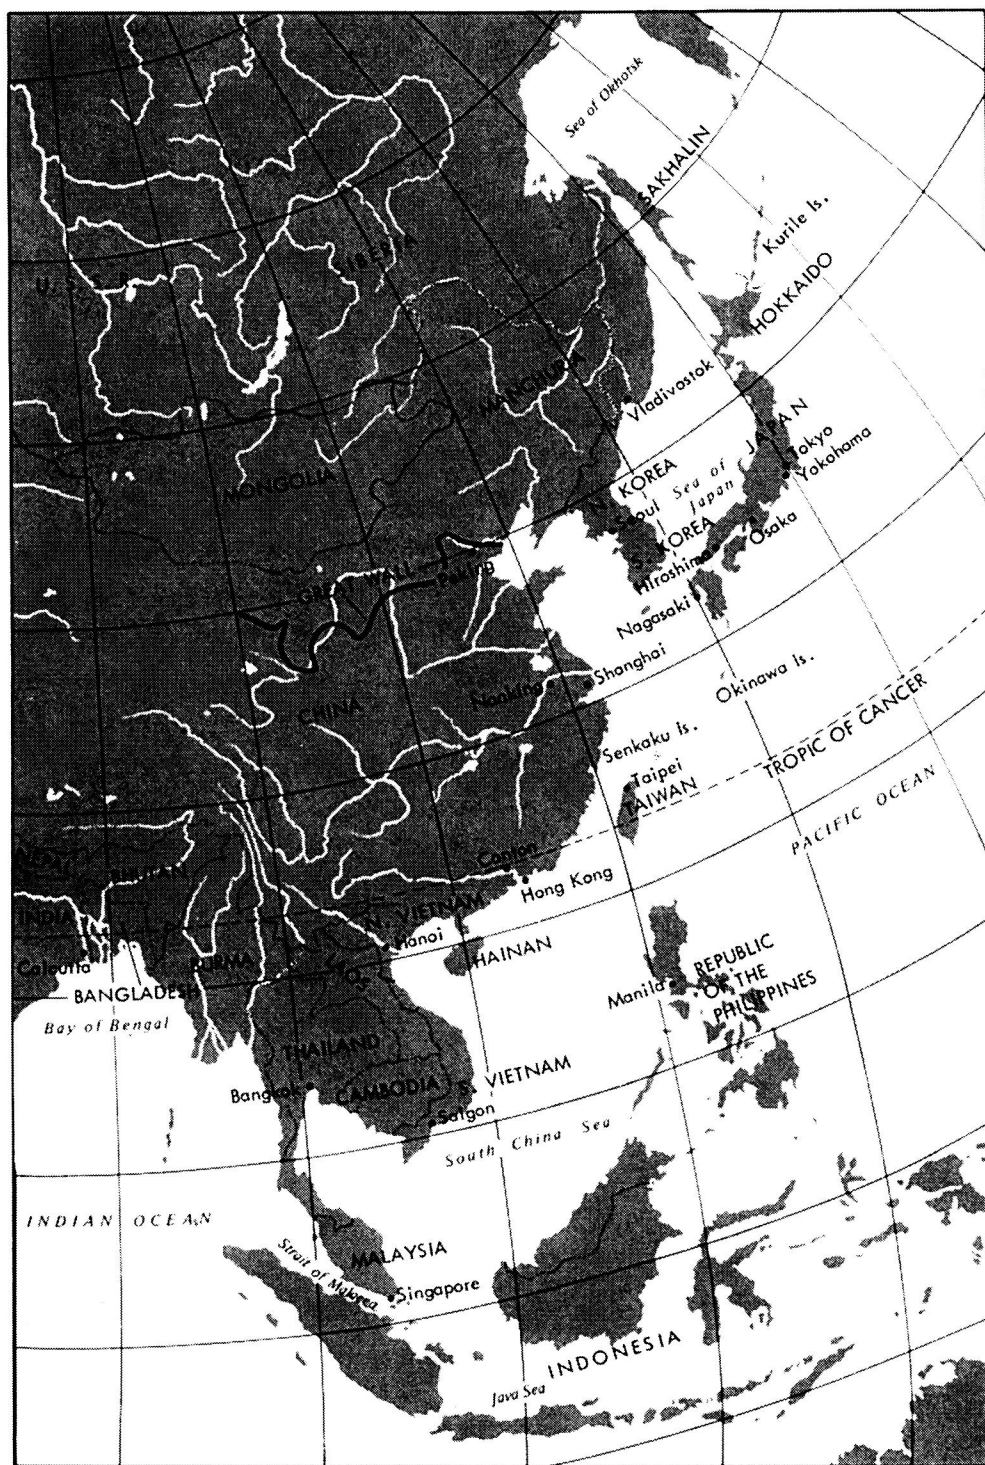 Sea of Okhotsk
SAKHALIN
Kurile Is.
SIBERIA
HOKKAIDO
MANCHURIA
Vladivostok
JAPAN
Tokyo
Yokohama
MONGOLIA
N. KOREA
Sea of
Japan
Seoul
S. KOREA
Osaka
Hiroshima
GREAT WALL
Peking
Nagasaki
Shanghai
Okinawa Is.
Nanking
CHINA
Senkaku Is.
TROPIC OF CANCER
Taipei
TAIWAN
PACIFIC OCEAN
NEPAL
BHUTAN
Canton
Hong Kong
INDIA
N. VIETNAM
Hanoi
HAINAN
Calcutta
BURMA
LAOS
BANGLADESH
Bay of Bengal
Manila
REPUBLIC
OF THE
PHILIPPINES
THAILAND
Bangkok
CAMBODIA
S. VIETNAM
Saigon
South China Sea
INDIAN OCEAN
MALAYSIA
Strait of Malacca
Singapore
INDONESIA
Java Sea